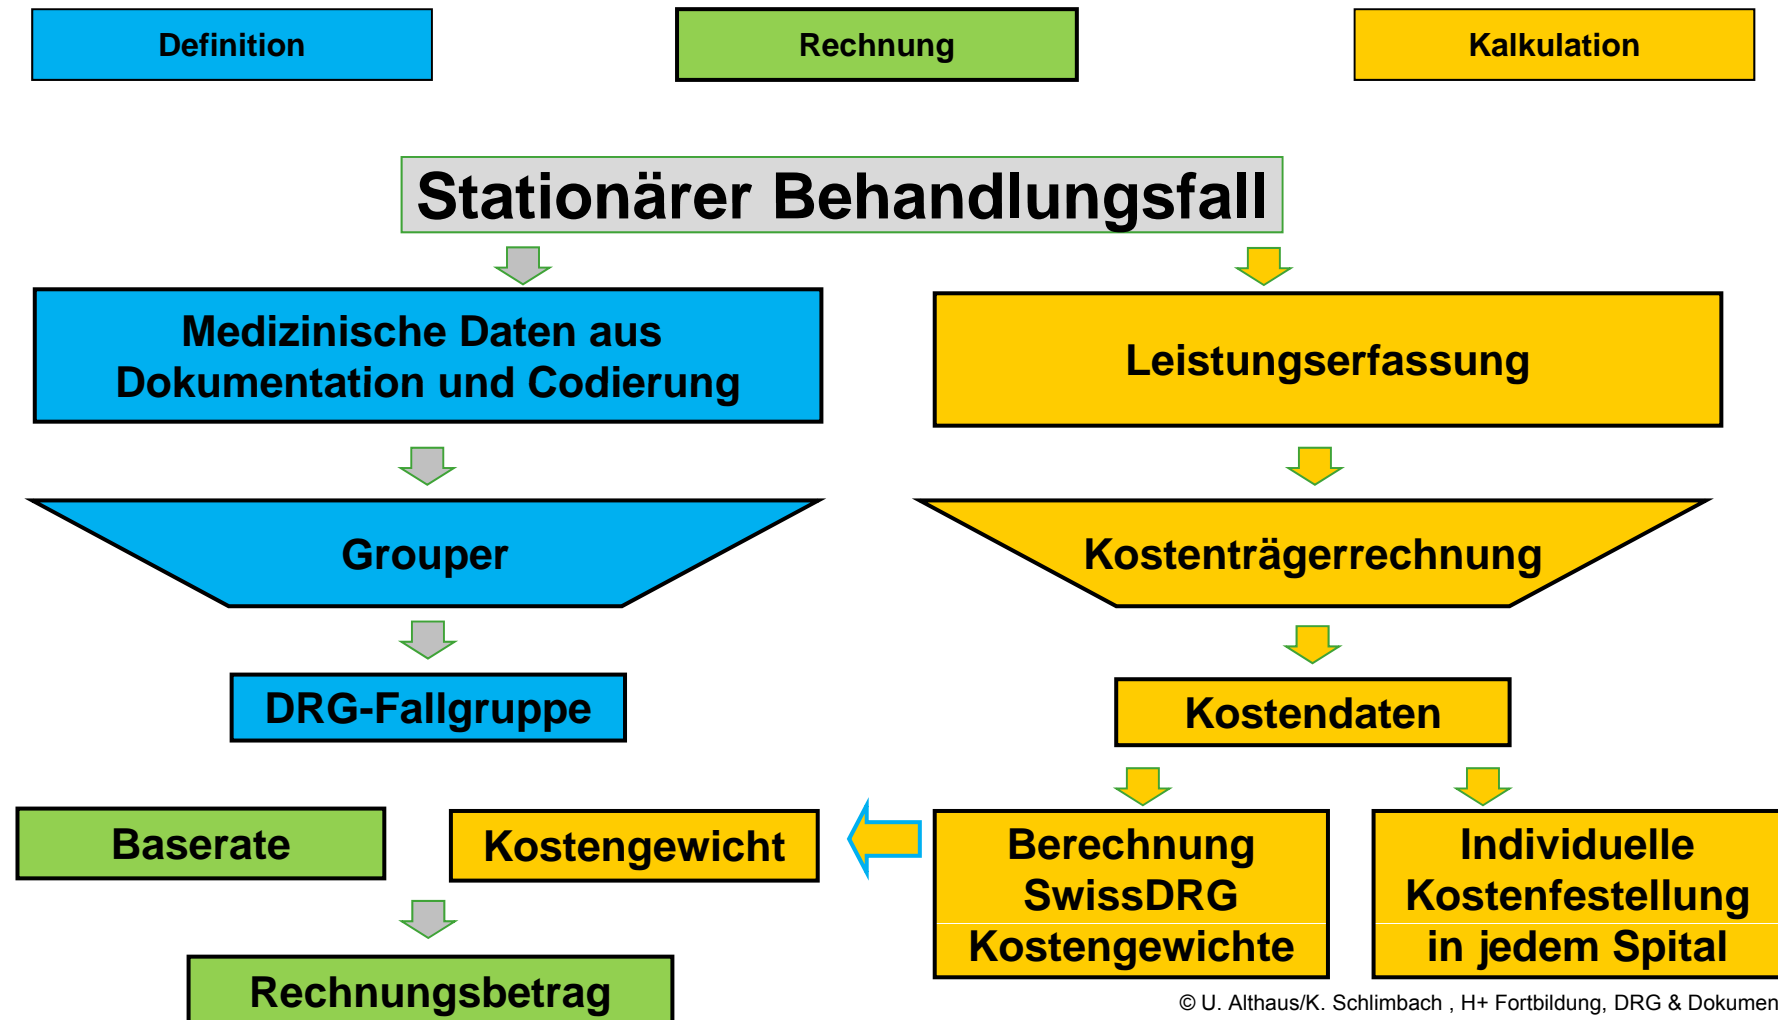 Definition
Rechnung
Kalkulation
Stationärer Behandlungsfall
Medizinische Daten aus
Dokumentation und Codierung
Leistungserfassung
Grouper
Kostenträgerrechnung
DRG-Fallgruppe
Kostendaten
Baserate
Kostengewicht
Berechnung
SwissDRG
Kostengewichte
Individuelle
Kostenfestellung
in jedem Spital
Rechnungsbetrag
© U. Althaus/K. Schlimbach , H+ Fortbildung, DRG & Dokumen